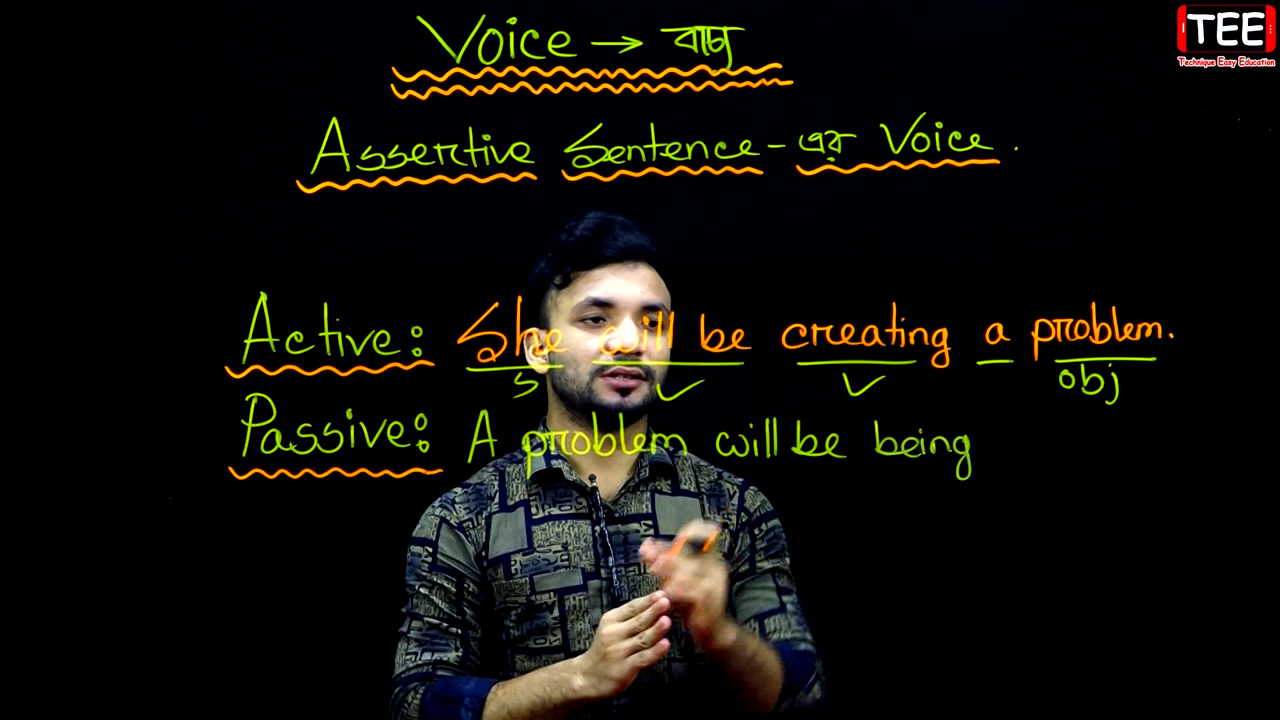 Voice → বাচ্য
TEE
Technique Easy Education
Assertive Sentence-এর Voice.
Active: She will be creating a problem.
S ✓ ✓ obj
Passive: A problem will be being